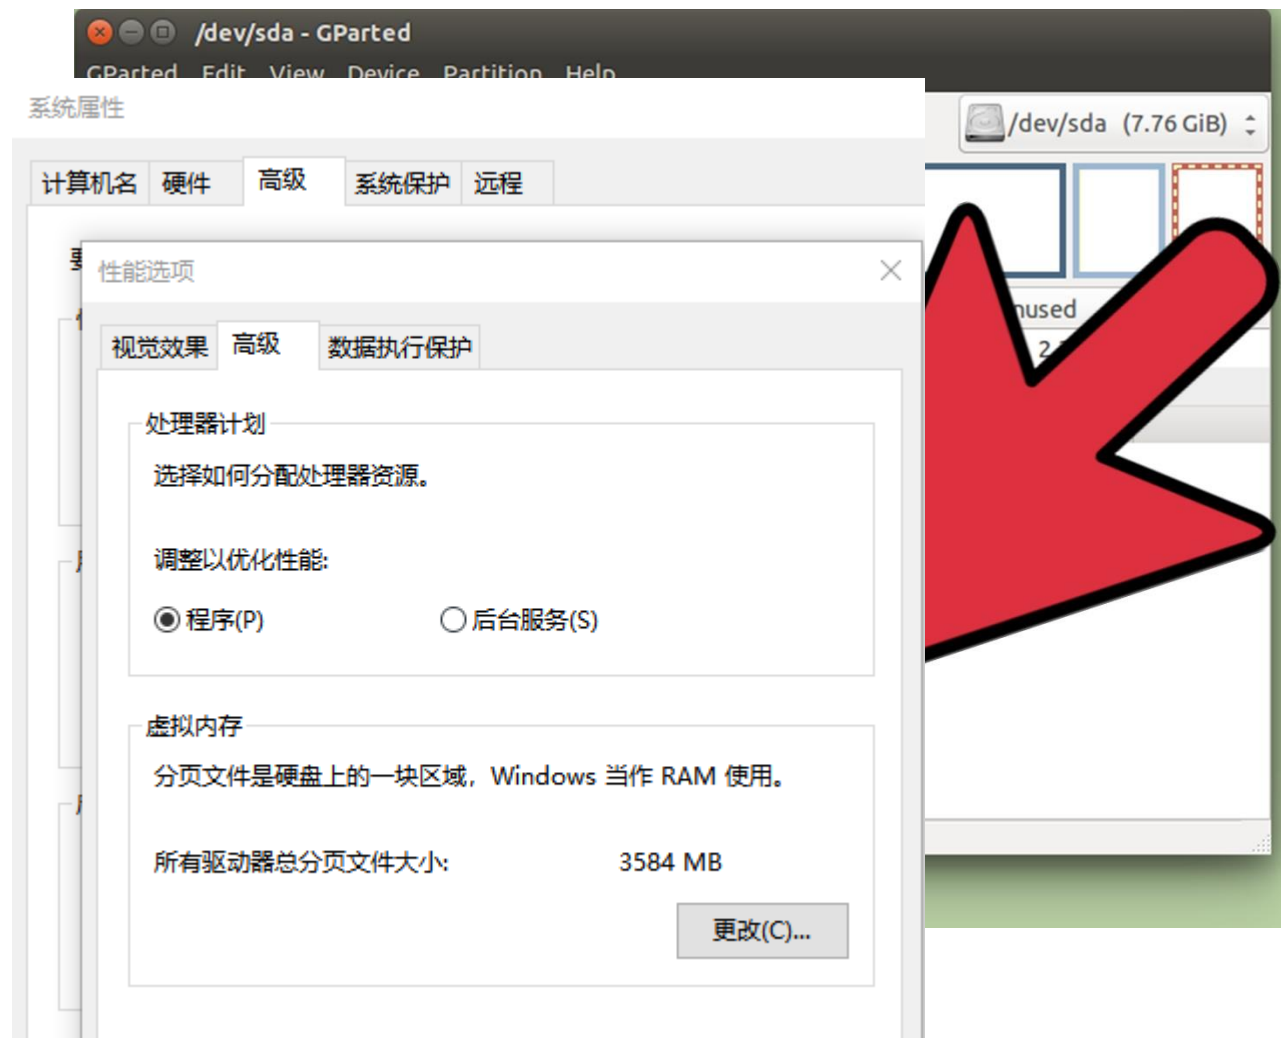 /dev/sda - GParted
GParted Edit View Device Partition Help
系统属性
/dev/sda (7.76 GiB)
计算机名 硬件 高级 系统保护 远程
性能选项
视觉效果 高级 数据执行保护
处理器计划
选择如何分配处理器资源。
调整以优化性能:
程序(P) 后台服务(S)
虚拟内存
分页文件是硬盘上的一块区域，Windows 当作 RAM 使用。
所有驱动器总分页文件大小: 3584 MB
更改(C)...